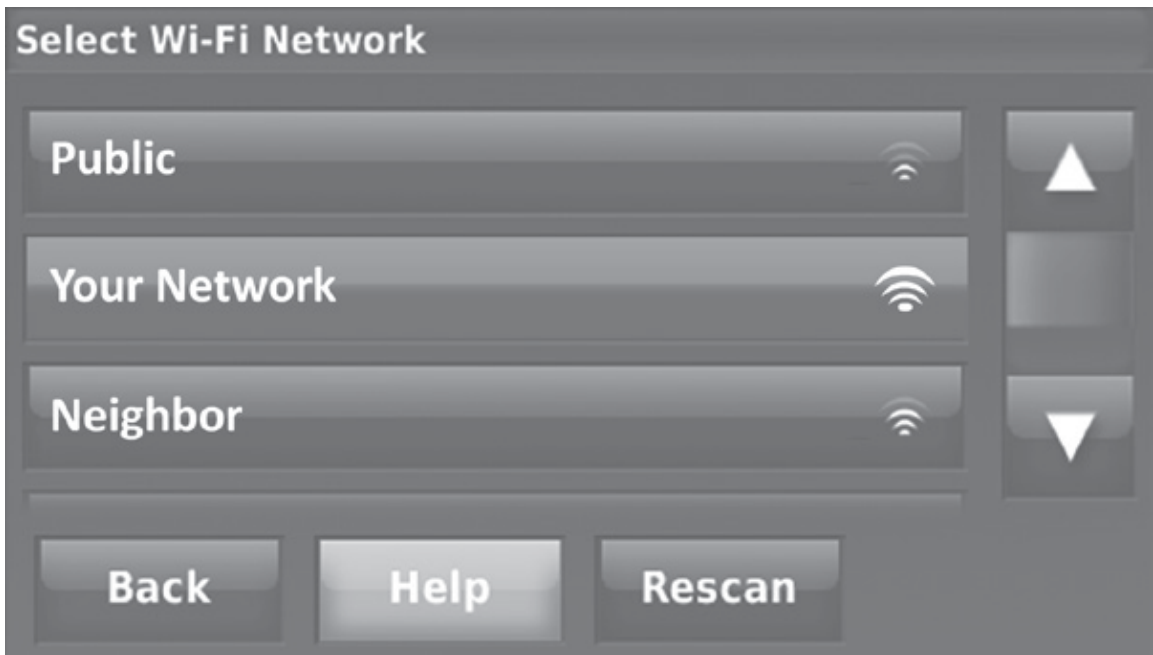 Select Wi-Fi Network
Public
Your Network
Neighbor
Back Help Rescan